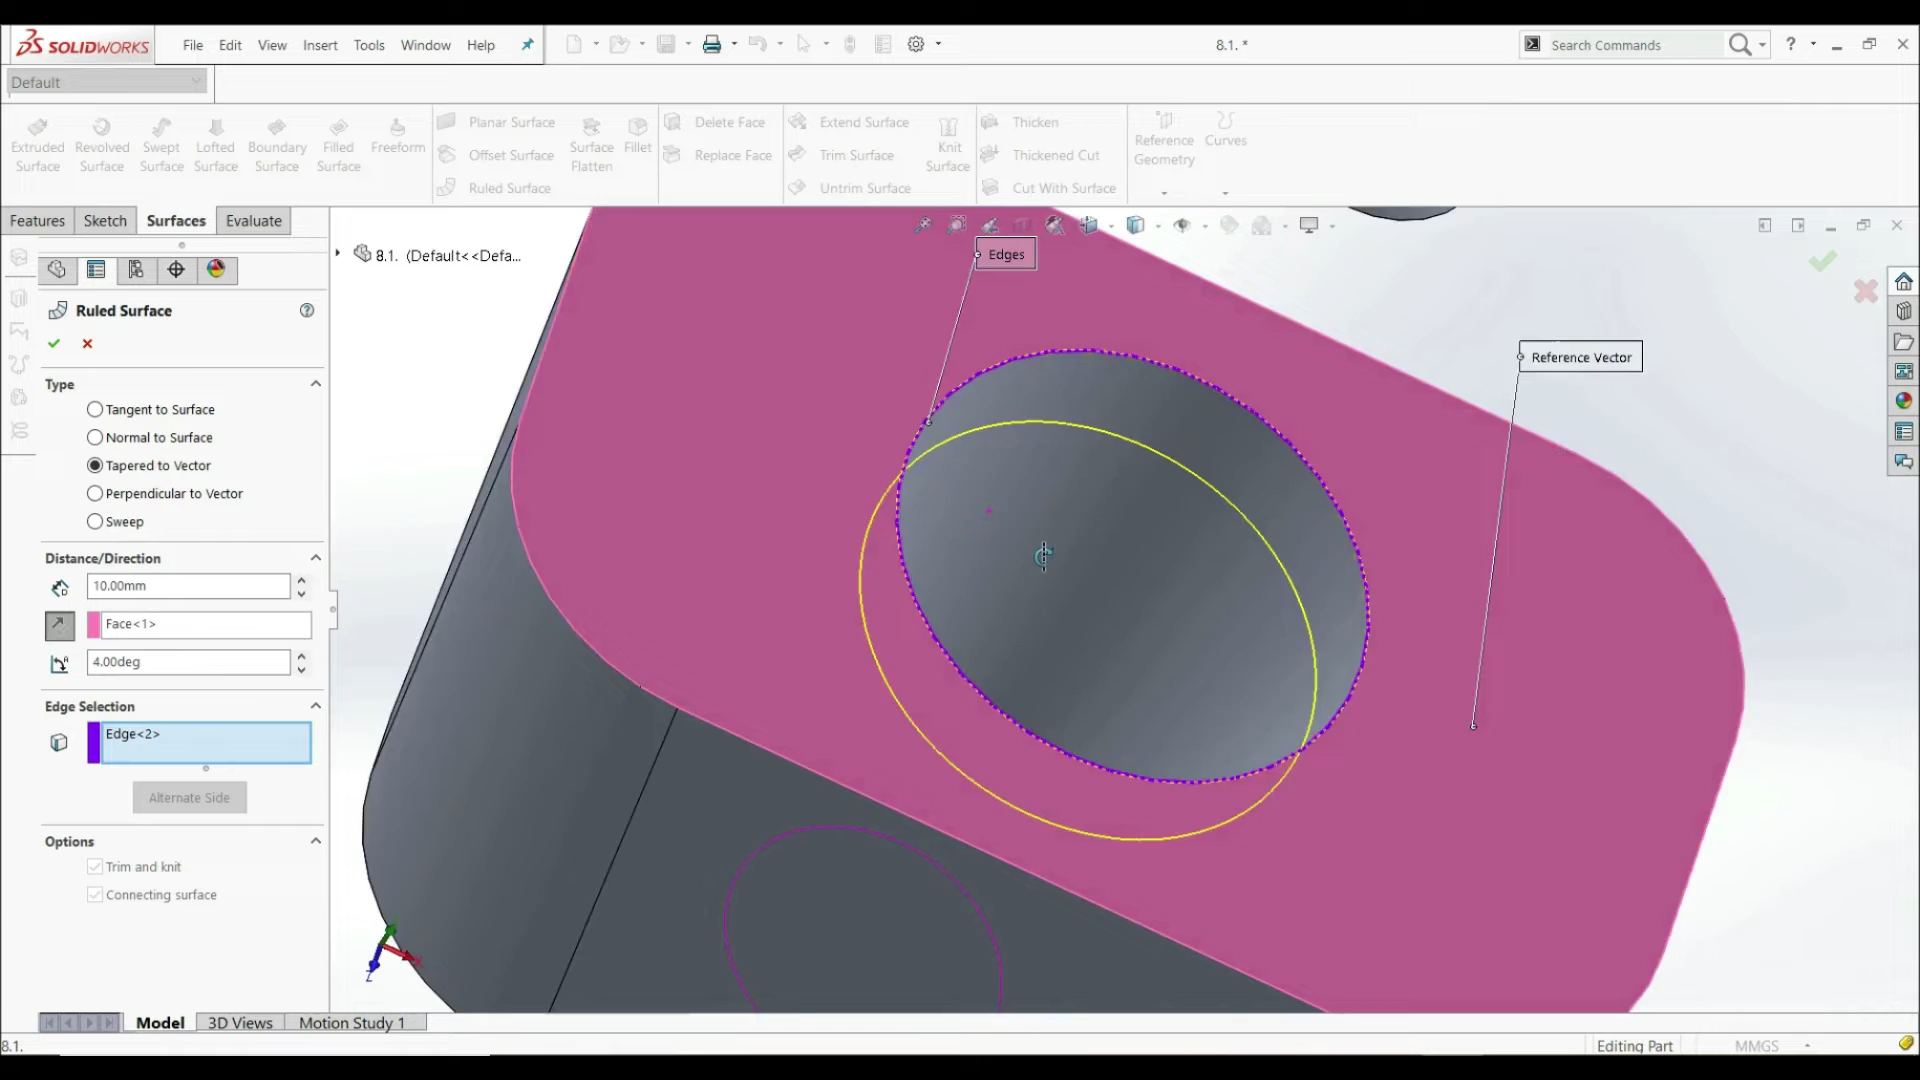 SOLIDWORKS
File Edit View Insert Tools Window Help
8.1. *
Search Commands
?
Default
Extruded Surface
Revolved Surface
Swept Surface
Lofted Surface
Boundary Surface
Filled Surface
Freeform
Planar Surface
Offset Surface
Ruled Surface
Surface Flatten
Fillet
Delete Face
Replace Face
Extend Surface
Trim Surface
Untrim Surface
Knit Surface
Thicken
Thickened Cut
Cut With Surface
Reference Geometry
Curves
Features Sketch Surfaces Evaluate
8.1. (Default<<Defa...
Edges
Reference Vector
Ruled Surface
?
Type
Tangent to Surface
Normal to Surface
Tapered to Vector
Perpendicular to Vector
Sweep
Distance/Direction
10.00mm
Face<1>
4.00deg
Edge Selection
Edge<2>
Alternate Side
Options
Trim and knit
Connecting surface
Z
X
Model 3D Views Motion Study 1
8.1.
Editing Part
MMGS